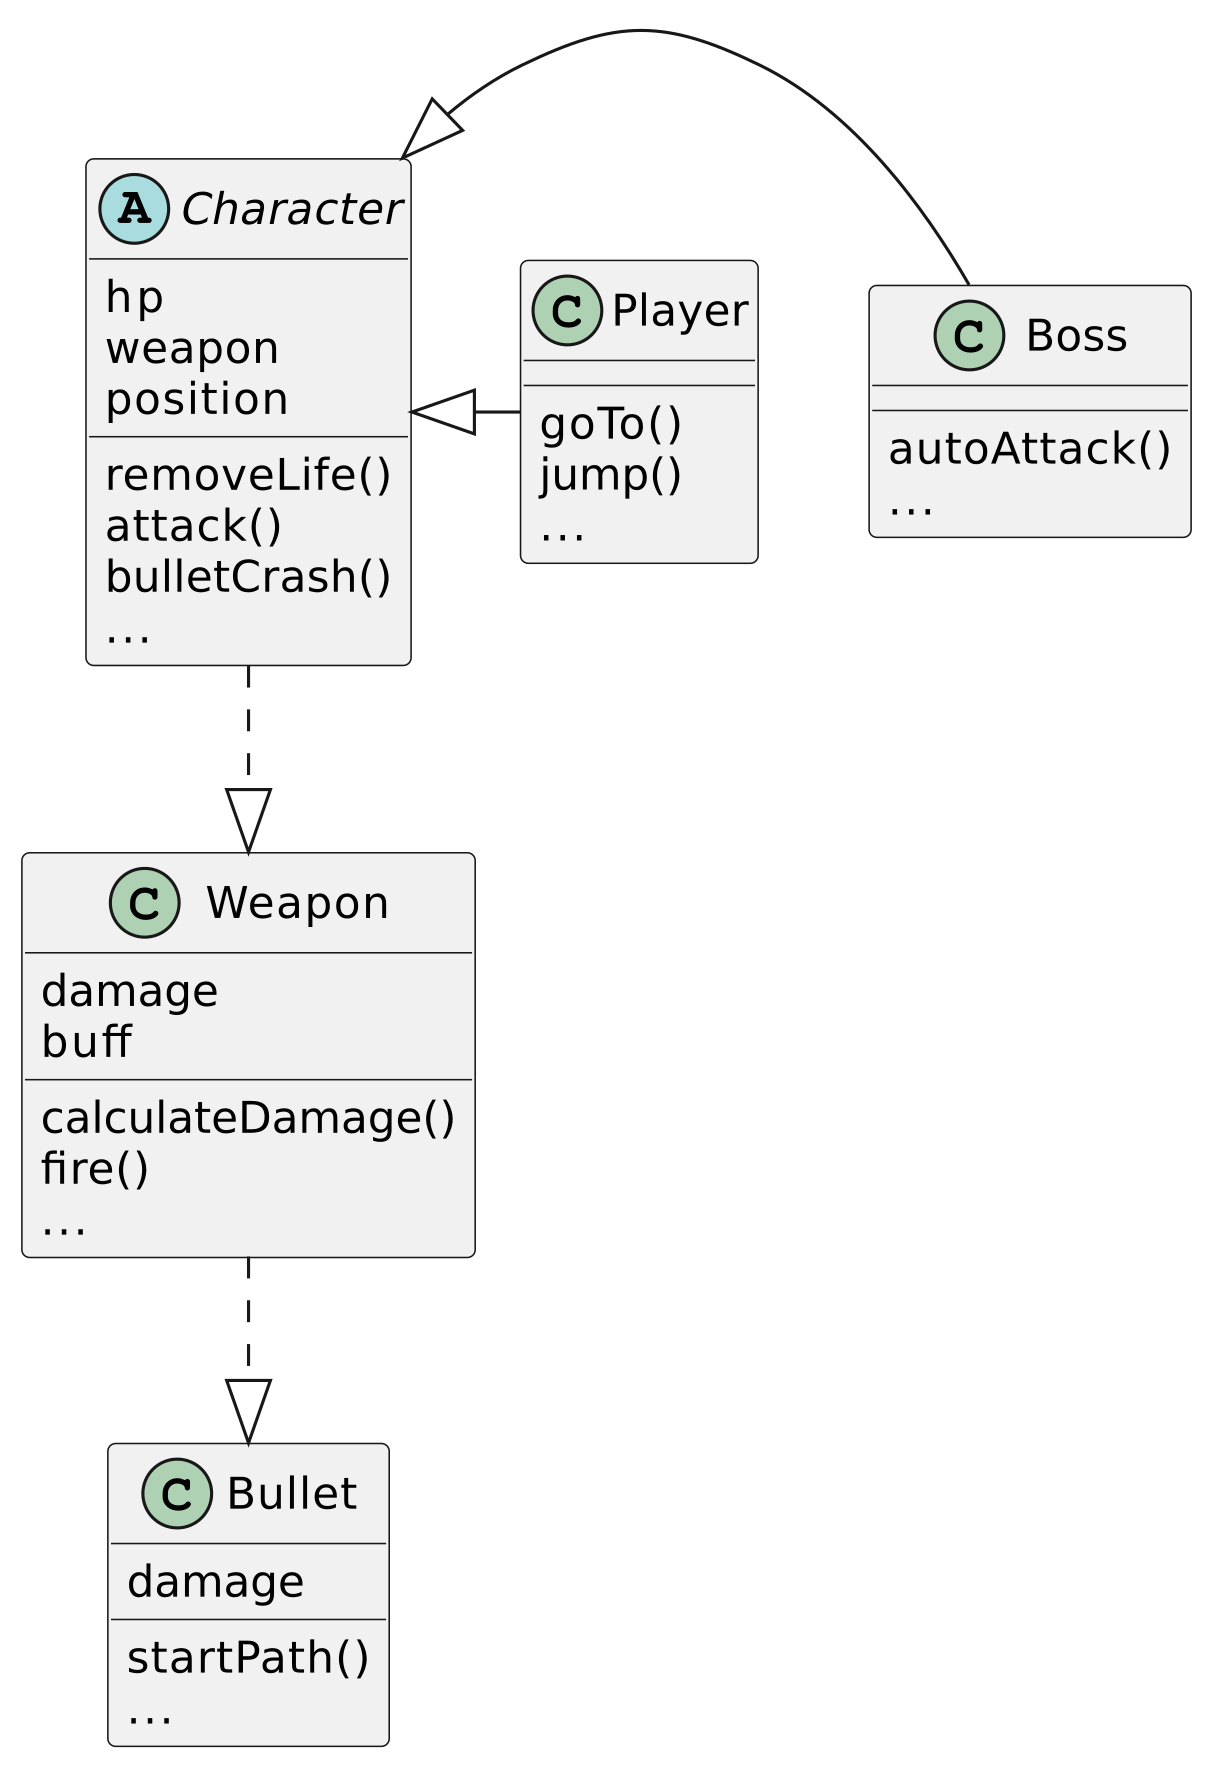 A Character
hp
weapon
position
removeLife()
attack()
bulletCrash()
...
C Player
goTo()
jump()
...
C Boss
autoAttack()
...
C Weapon
damage
buff
calculateDamage()
fire()
...
C Bullet
damage
startPath()
...